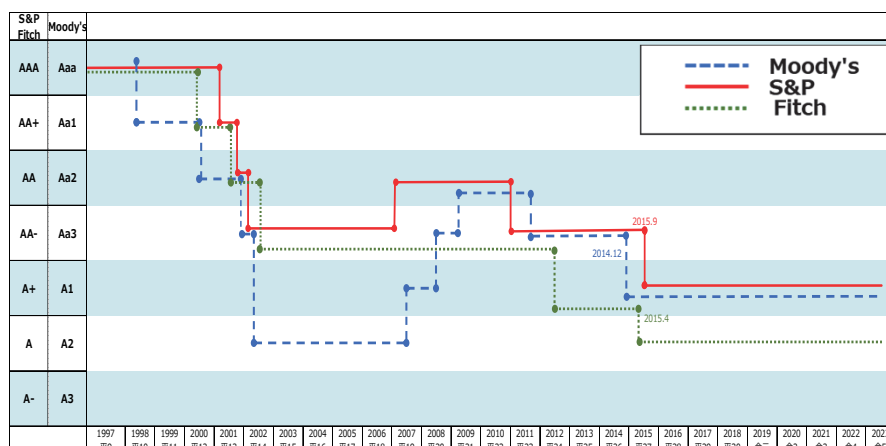 S&P Moody's
Fitch
AAA Aaa
AA+ Aa1
AA Aa2
AA- Aa3
A+ A1
A A2
A- A3
Moody's
S&P
Fitch
2015.9
2014.12
2015.4
1997 1998 1999 2000 2001 2002 2003 2004 2005 2006 2007 2008 2009 2010 2011 2012 2013 2014 2015 2016 2017 2018 2019 2020 2021 2022